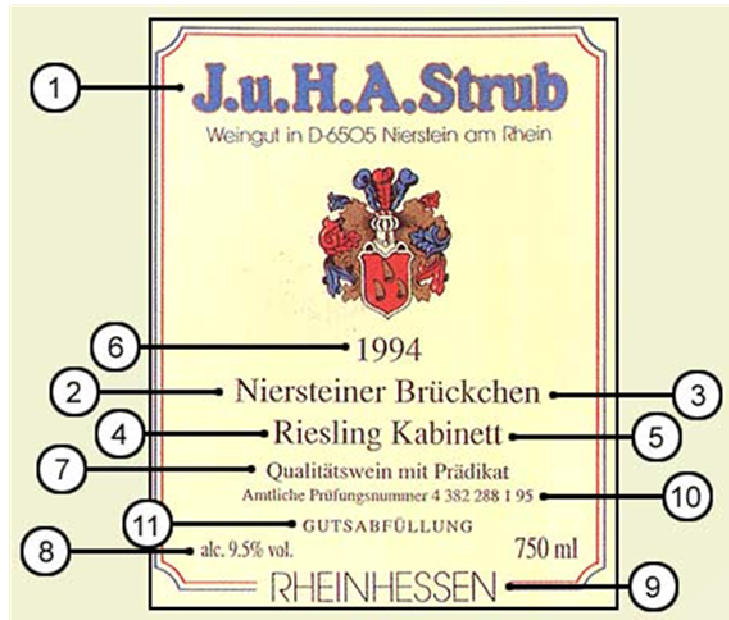 1 J.u.H.A.Strub
Weingut in D-6505 Nierstein am Rhein
6 1994
2 Niersteiner Brückchen 3
4 Riesling Kabinett 5
7 Qualitätswein mit Prädikat
Amtliche Prüfungsnummer 4 382 288 1 95 10
11 GUTSABFÜLLUNG
8 alc. 9.5% vol. 750 ml
RHEINHESSEN 9